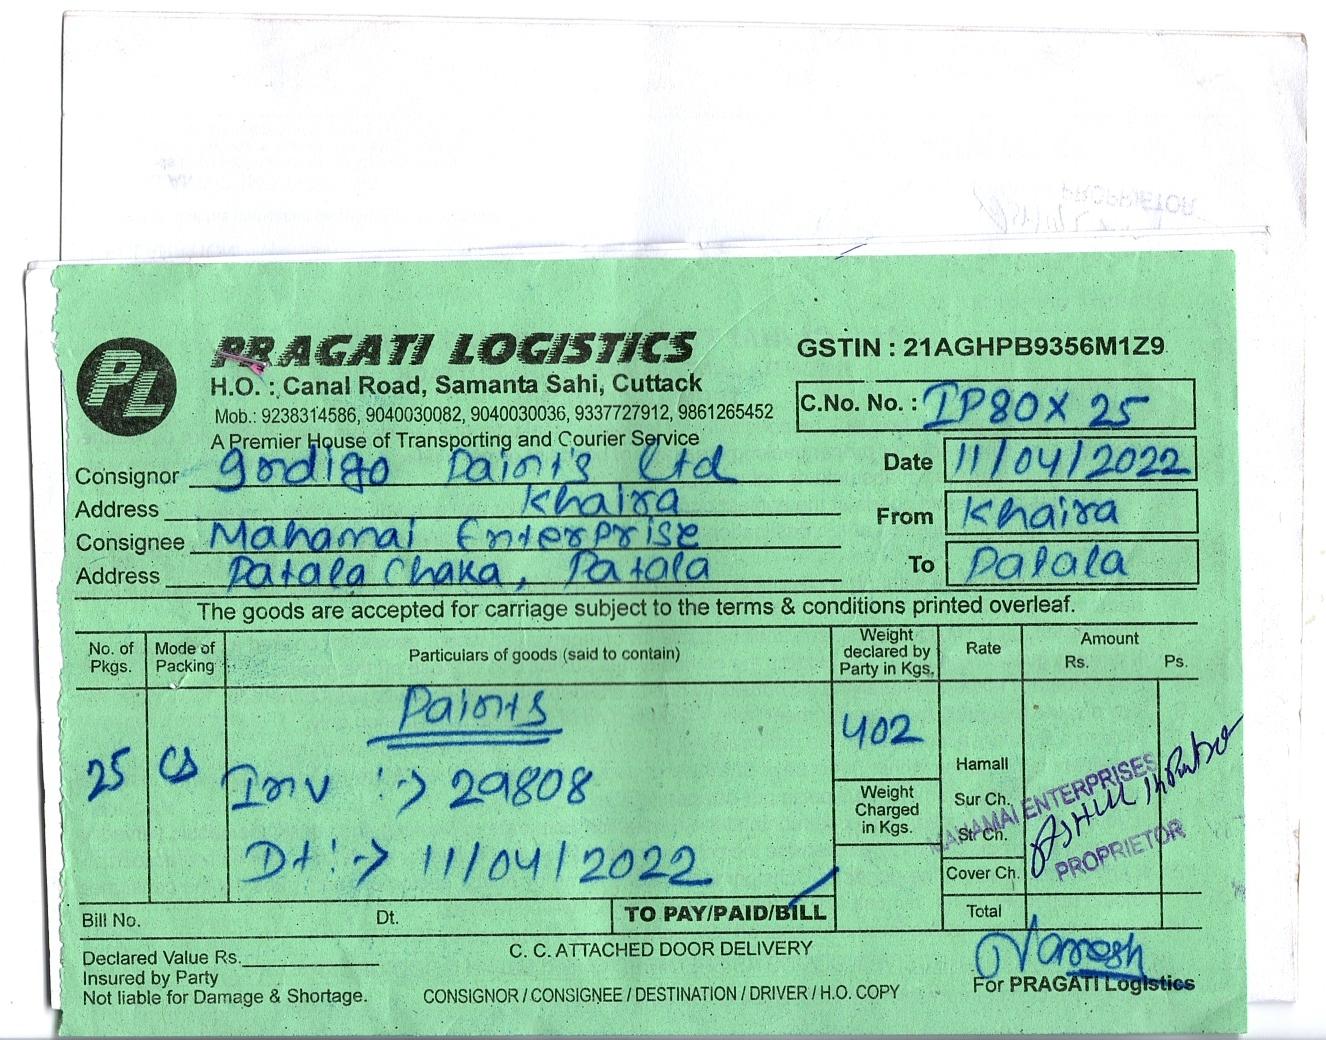 PL
PRAGATI LOGISTICS
GSTIN : 21AGHPB9356M1Z9
H.O. : Canal Road, Samanta Sahi, Cuttack
C.No. No. : IP80X 25
Mob.: 9238314586, 9040030082, 9040030036, 9337727912, 9861265452
A Premier House of Transporting and Courier Service
Consignor Indigo Paints Ltd
Date 11/04/2022
Address Khaira
From Khaira
Consignee Mahamai Enterprise
Address Patala Chaka, Patala
To Patala
The goods are accepted for carriage subject to the terms & conditions printed overleaf.
No. of Pkgs. Mode of Packing Particulars of goods (said to contain) Weight declared by Party in Kgs. Rate Amount Rs. Ps.
Paints
402
25 CS Inv :-> 29808
Hamall
Weight Charged in Kgs.
Sur Ch.
MAHAMAI ENTERPRISES
St. Ch.
PROPRIETOR
Dt :-> 11/04/2022
Cover Ch.
Bill No. Dt. TO PAY/PAID/BILL Total
Declared Value Rs.
C. C. ATTACHED DOOR DELIVERY
Insured by Party
Not liable for Damage & Shortage.
CONSIGNOR / CONSIGNEE / DESTINATION / DRIVER / H.O. COPY
For PRAGATI Logistics